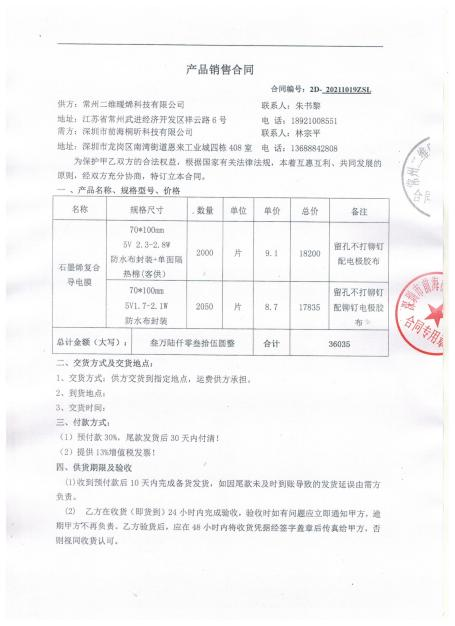 产品销售合同
合同编号：2D- 20211019ZSL
供方：常州二维暖烯科技有限公司 联系人：朱书黎
地址：江苏省常州武进经济开发区祥云路 6 号 电 话：18921008551
需方：深圳市前海桐昕科技有限公司 联系人：林宗平
地址：深圳市龙岗区南湾街道恩来工业城四栋 408 室 电 话：13688842808
为保护甲乙双方的合法权益，根据国家有关法律法规，本着互惠互利、共同发展的
原则，经双方充分协商，特订立本合同。
一、产品名称、规格型号、价格
名称 规格尺寸 数量 单位 单价 总价 备注
石墨烯复合导电膜
70*100mm
5V 2.3-2.8W
防水布封装+单面隔
热棉(客供)
2000 片 9.1 18200
留孔不打铆钉
配电极胶布
70*100mm
5V1.7-2.1W
防水布封装
2050 片 8.7 17835
留孔不打铆钉
配铆钉电极胶
布
总计金额（大写）： 叁万陆仟零叁拾伍圆整 合计 36035
二、交货方式及交货地点：
1、交货方式：供方交货到指定地点，运费供方承担。
2、到货地点：
3、交货时间：
三、付款方式：
（1）预付款 30%，尾款发货后 30 天内付清！
（2）提供 13%增值税发票！
四、供货期限及验收
(1)收到预付款后 10 天内完成备货发货，如因尾款未及时到账导致的发货延误由需方
负责。
(2) 乙方在收货（即货到）24 小时内完成验收，验收时如有问题应立即通知甲方，逾
期甲方不再负责。乙方验货后，应在 48 小时内将收货凭据经签字盖章后传真给甲方，否
则视同收货认可。
常州二维
合同
深圳市前海
合同专用章